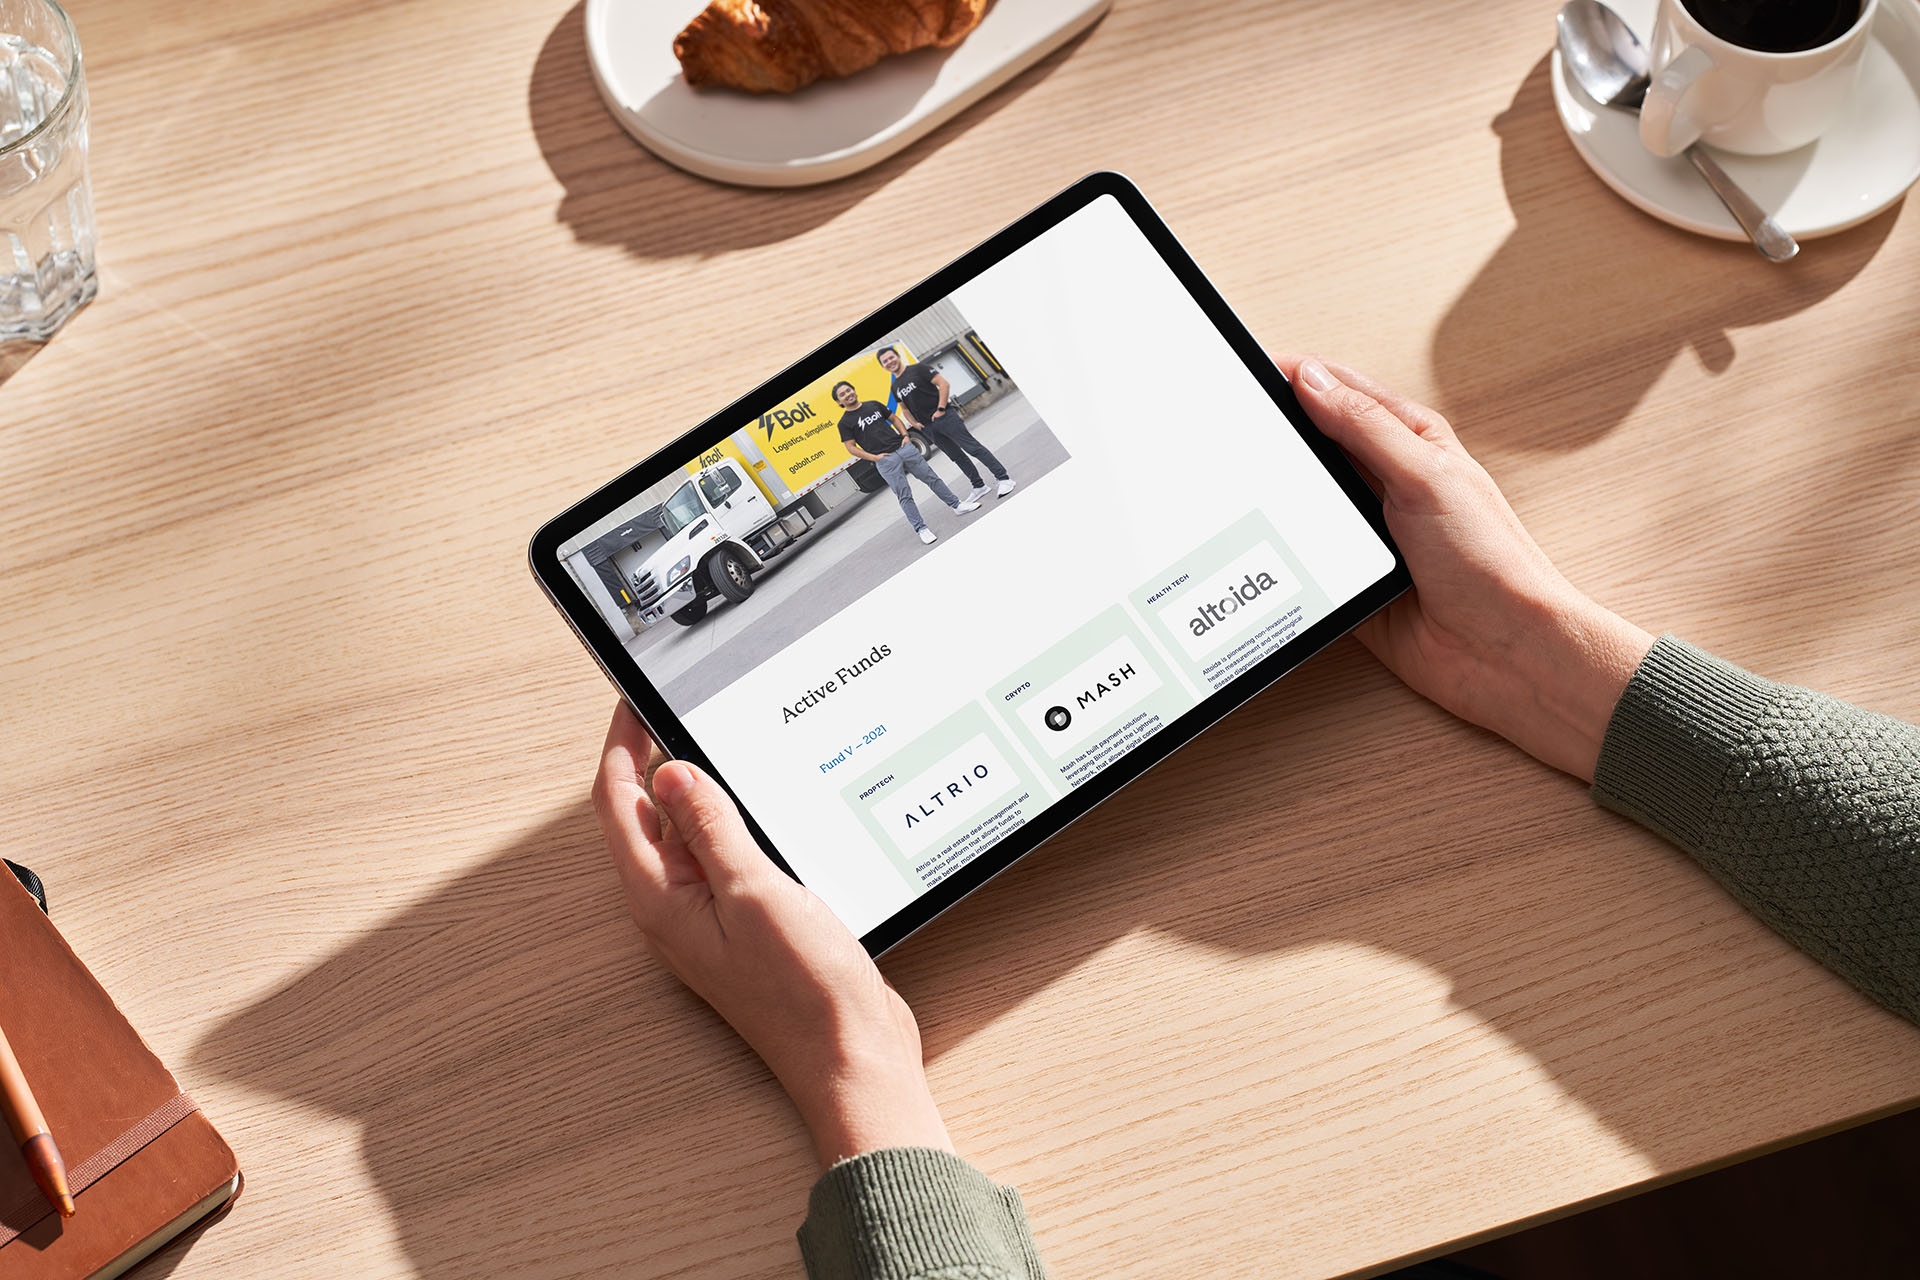 Bolt
Logistics, simplified.
gobolt.com
Bolt
Bolt
Bolt
Active Funds
Fund V – 2021
PROPTECH
ALTRIO
Altrio is a real estate deal management and
analytics platform that allows funds to
make better, more informed investing
CRYPTO
MASH
Mash has built payment solutions
leveraging Bitcoin and the Lightning
Network, that allows digital content
HEALTH TECH
altoida
Altoida is pioneering non-invasive brain
health measurement and neurological
disease diagnostics using AI and